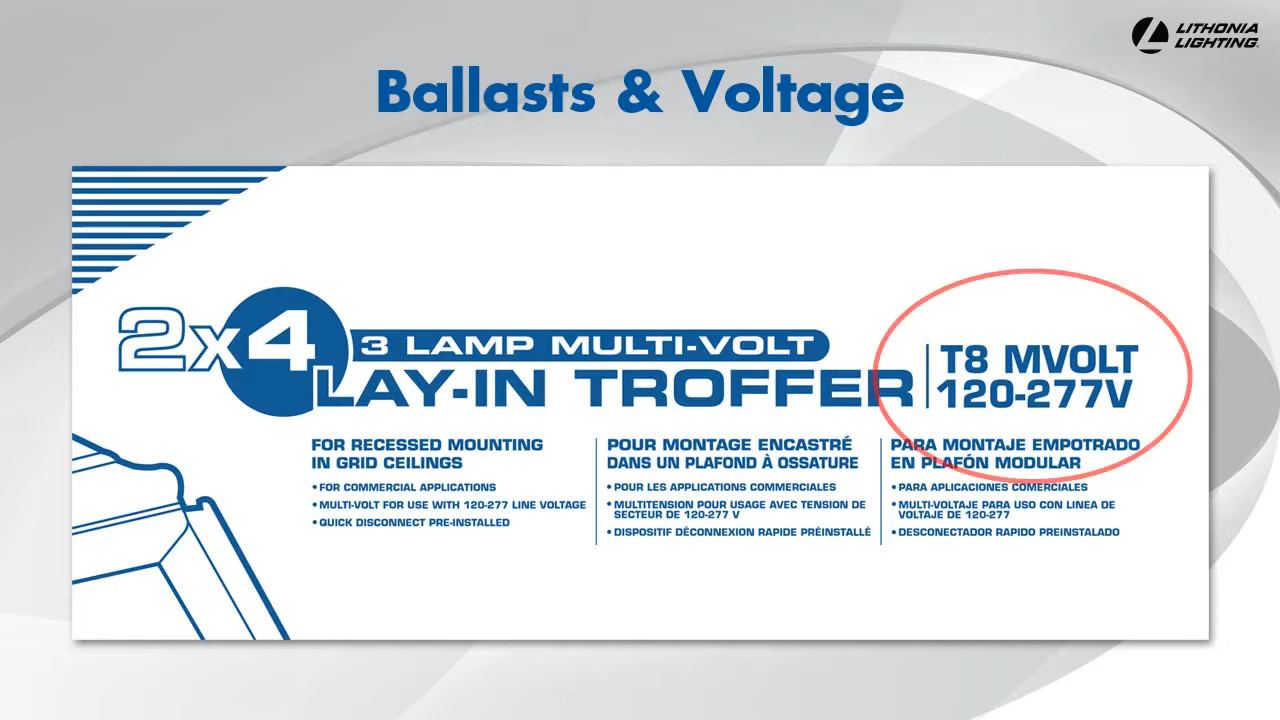 LITHONIA
LIGHTING
Ballasts & Voltage
2x4
3 LAMP MULTI-VOLT
LAY-IN TROFFER
T8 MVOLT
120-277V
FOR RECESSED MOUNTING
IN GRID CEILINGS
• FOR COMMERCIAL APPLICATIONS
• MULTI-VOLT FOR USE WITH 120-277 LINE VOLTAGE
• QUICK DISCONNECT PRE-INSTALLED
POUR MONTAGE ENCASTRÉ
DANS UN PLAFOND À OSSATURE
• POUR LES APPLICATIONS COMMERCIALES
• MULTITENSION POUR USAGE AVEC TENSION DE
SECTEUR DE 120-277 V
• DISPOSITIF DÉCONNEXION RAPIDE PRÉINSTALLÉ
PARA MONTAJE EMPOTRADO
EN PLAFÓN MODULAR
• PARA APLICACIONES COMERCIALES
• MULTI-VOLTAJE PARA USO CON LINEA DE
VOLTAJE DE 120-277
• DESCONECTADOR RAPIDO PREINSTALADO